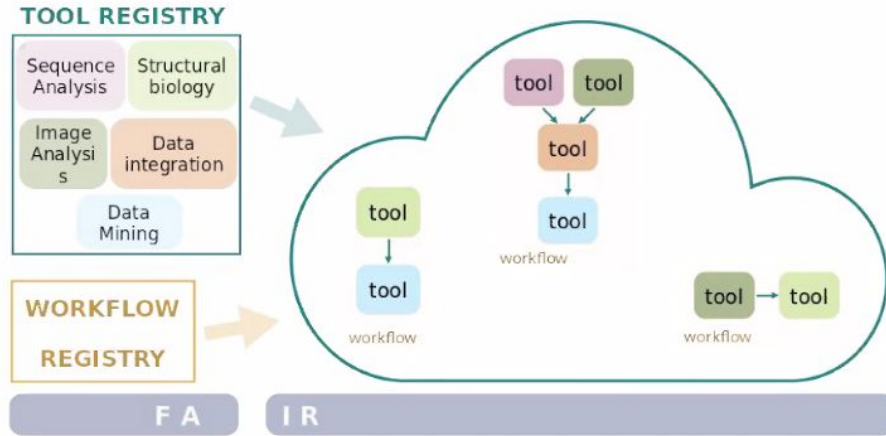 TOOL REGISTRY
Sequence
Analysis
Structural
biology
Image
Analysi
s
Data
integration
Data
Mining
WORKFLOW
REGISTRY
tool
tool
tool
tool
workflow
tool
tool
workflow
tool
tool
workflow
F A
I R